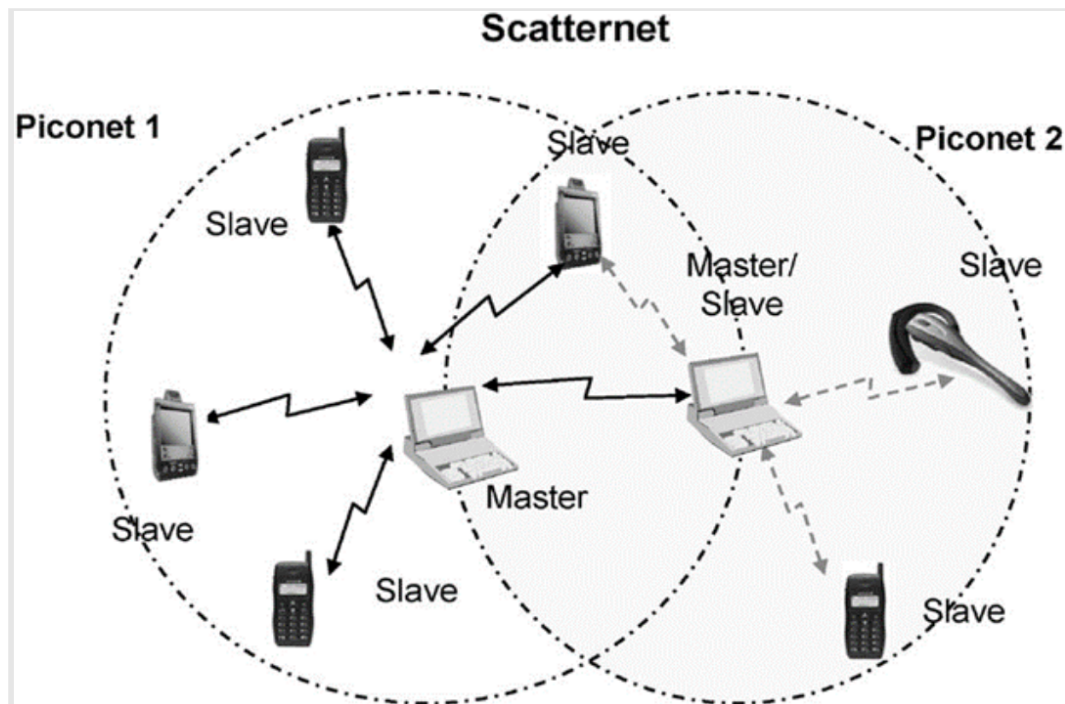 Scatternet
Piconet 1
Slave
Piconet 2
Slave
Master/
Slave
Slave
Master
Slave
Slave
Slave